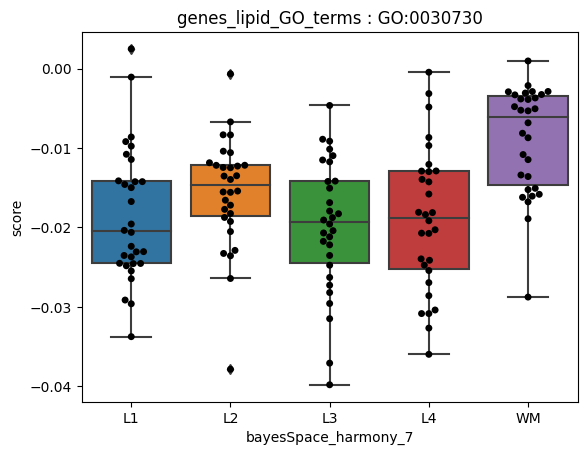 genes_lipid_GO_terms : GO:0030730
0.00
−0.01
−0.02
−0.03
−0.04
score
L1 L2 L3 L4 WM
bayesSpace_harmony_7